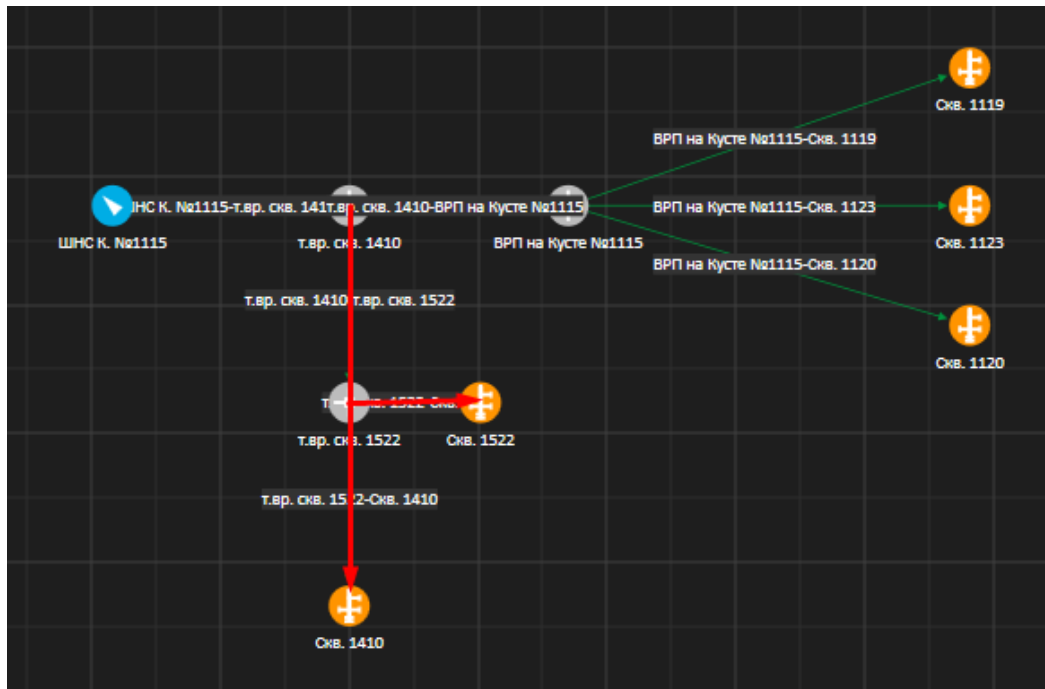 Скв. 1119
ВРП на Кусте №1115-Скв. 1119
ШНС К. №1115-т.вр. скв. 141
т.вр. скв. 1410-ВРП на Кусте №1115
ВРП на Кусте №1115-Скв. 1123
ШНС К. №1115
т.вр. скв. 1410
ВРП на Кусте №1115
Скв. 1123
ВРП на Кусте №1115-Скв. 1120
т.вр. скв. 1410-т.вр. скв. 1522
Скв. 1120
1522-Скв.
т.вр. скв. 1522
Скв. 1522
т.вр. скв. 1522-Скв. 1410
Скв. 1410